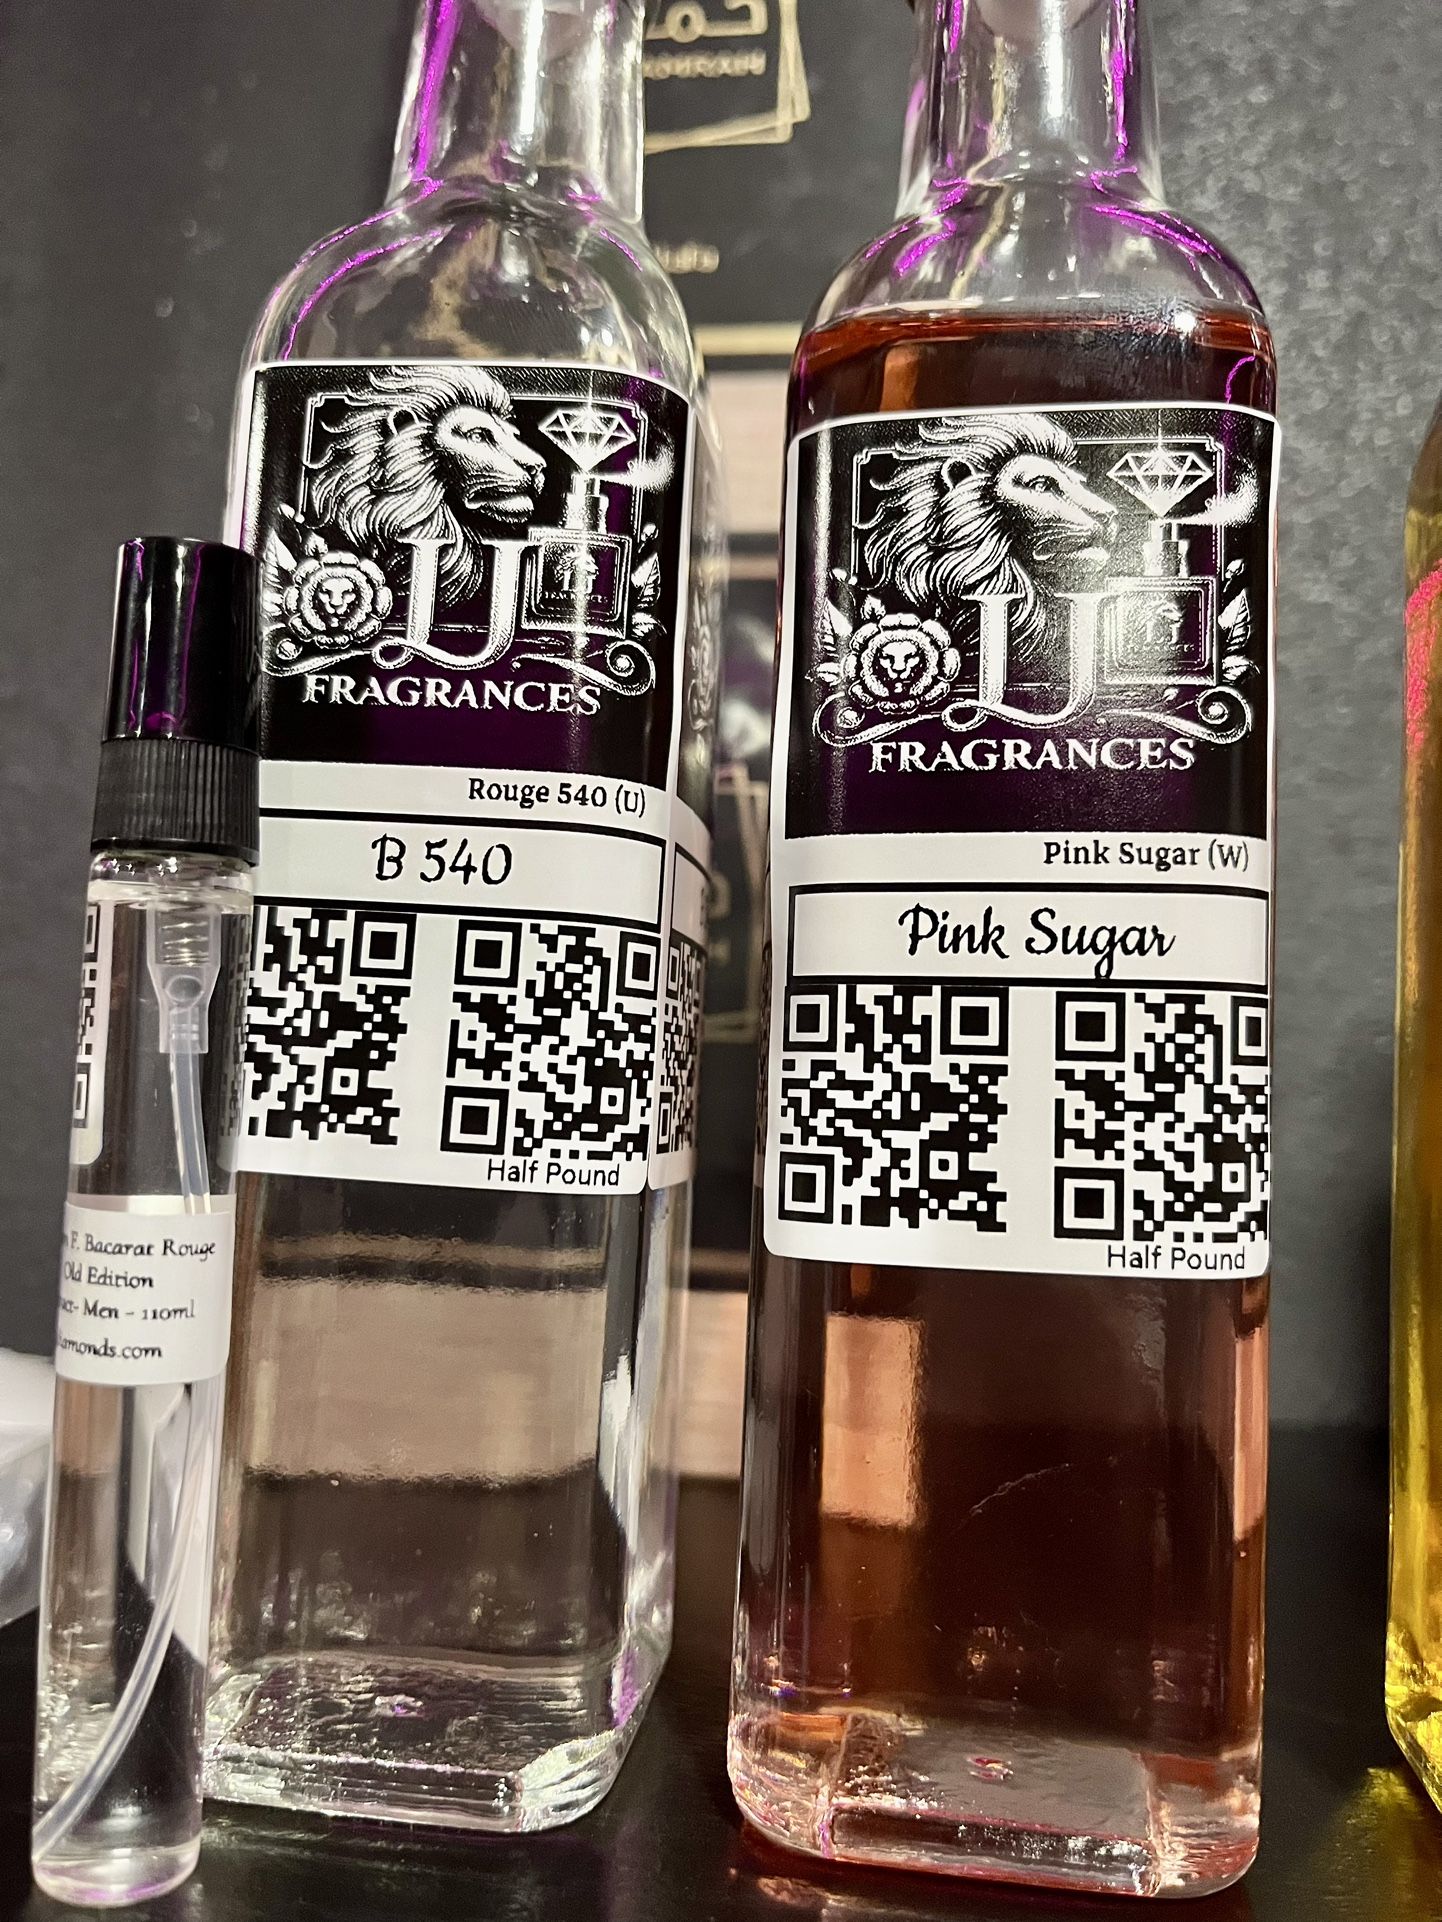 U
FRAGRANCES
Rouge 540 (U)
B 540
Half Pound
U
FRAGRANCES
Pink Sugar (W)
Pink Sugar
Half Pound
F. Bacarat Rouge
Old Edition
Men - 110ml